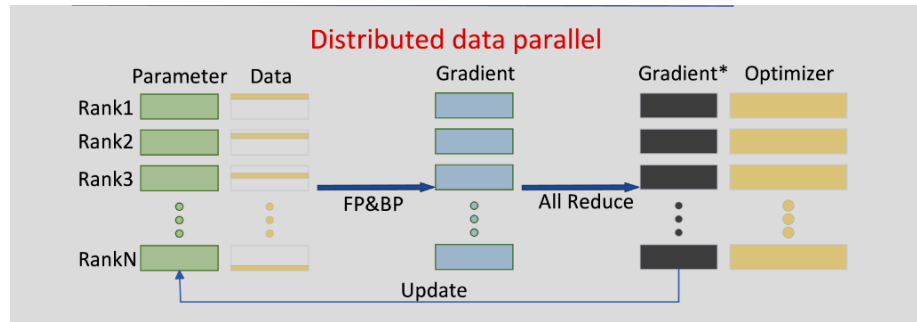 Distributed data parallel
Parameter Data Gradient Gradient* Optimizer
Rank1
Rank2
Rank3
FP&BP All Reduce
RankN
Update